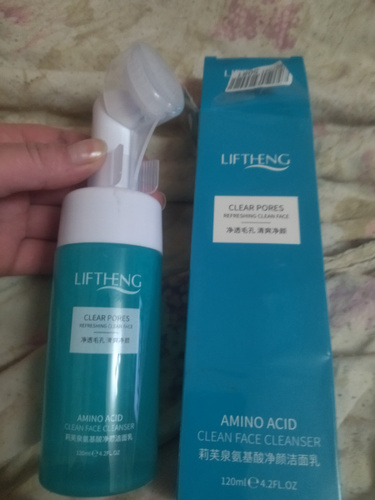 LIFTHENG
CLEAR PORES
REFRESHING CLEAN FACE
净透毛孔 清爽净颜
AMINO ACID
CLEAN FACE CLEANSER
莉芙泉氨基酸净颜洁面乳
120ml℮4.2FL.OZ
LIFTHENG
CLEAR PORES
REFRESHING CLEAN FACE
净透毛孔 清爽净颜
AMINO ACID
CLEAN FACE CLEANSER
莉芙泉氨基酸净颜洁面乳
120ml℮4.2FL.OZ